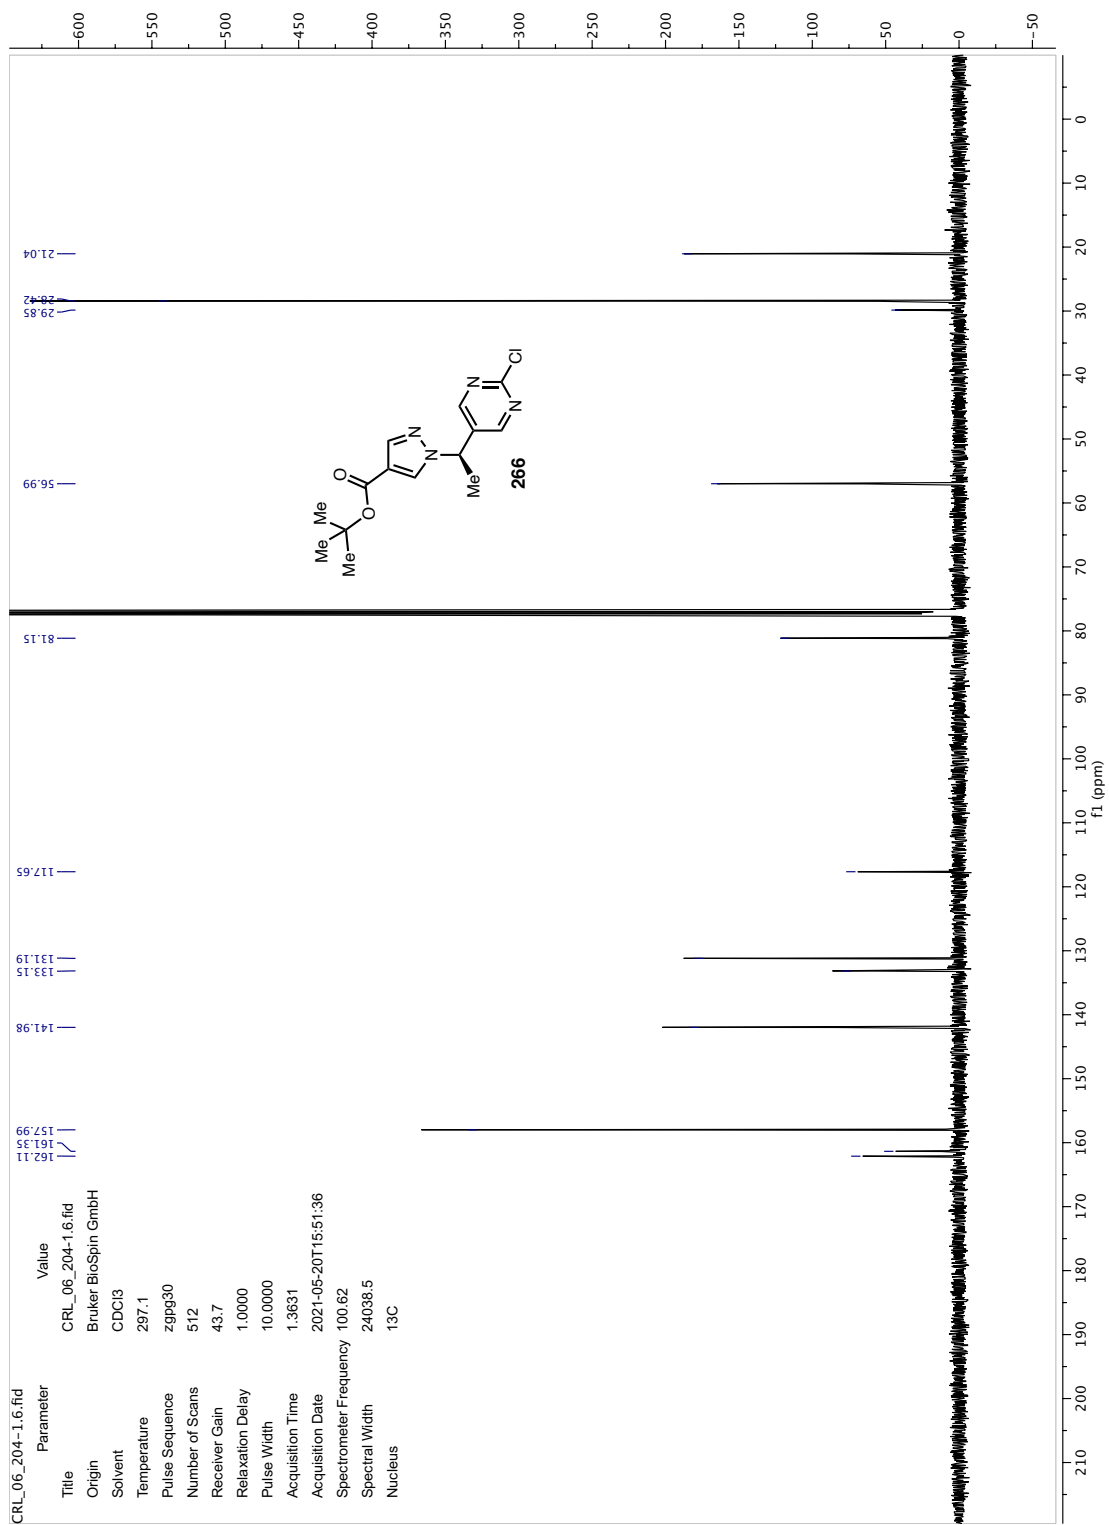 CRL_06_204-1.6.fid
Parameter Value
Title CRL_06_204-1.6.fid
Origin Bruker BioSpin GmbH
Solvent CDCl3
Temperature 297.1
Pulse Sequence zgpg30
Number of Scans 512
Receiver Gain 43.7
Relaxation Delay 1.0000
Pulse Width 10.0000
Acquisition Time 1.3631
Acquisition Date 2021-05-20T15:51:36
Spectrometer Frequency 100.62
Spectral Width 24038.5
Nucleus 13C
162.11
161.35
157.99
141.98
133.15
131.19
117.65
81.15
56.99
29.85
28.42
21.04
Me
Me
Me
O
O
N
N
Me
N
N
Cl
266
600
550
500
450
400
350
300
250
200
150
100
50
0
-50
210 200 190 180 170 160 150 140 130 120 110 100 90 80 70 60 50 40 30 20 10 0
f1 (ppm)